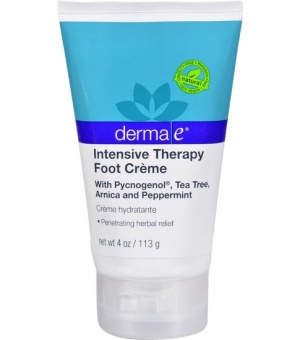 natural
derma e®
Intensive Therapy
Foot Crème
With Pycnogenol®, Tea Tree,
Arnica and Peppermint
Crème hydratante
• Penetrating herbal relief
net wt 4 oz / 113 g